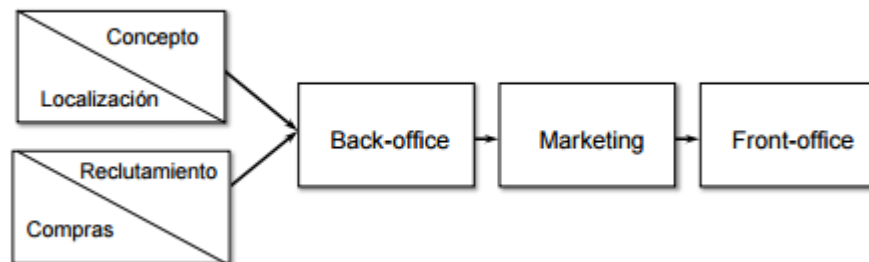 Concepto
Localización
Reclutamiento
Compras
Back-office
Marketing
Front-office